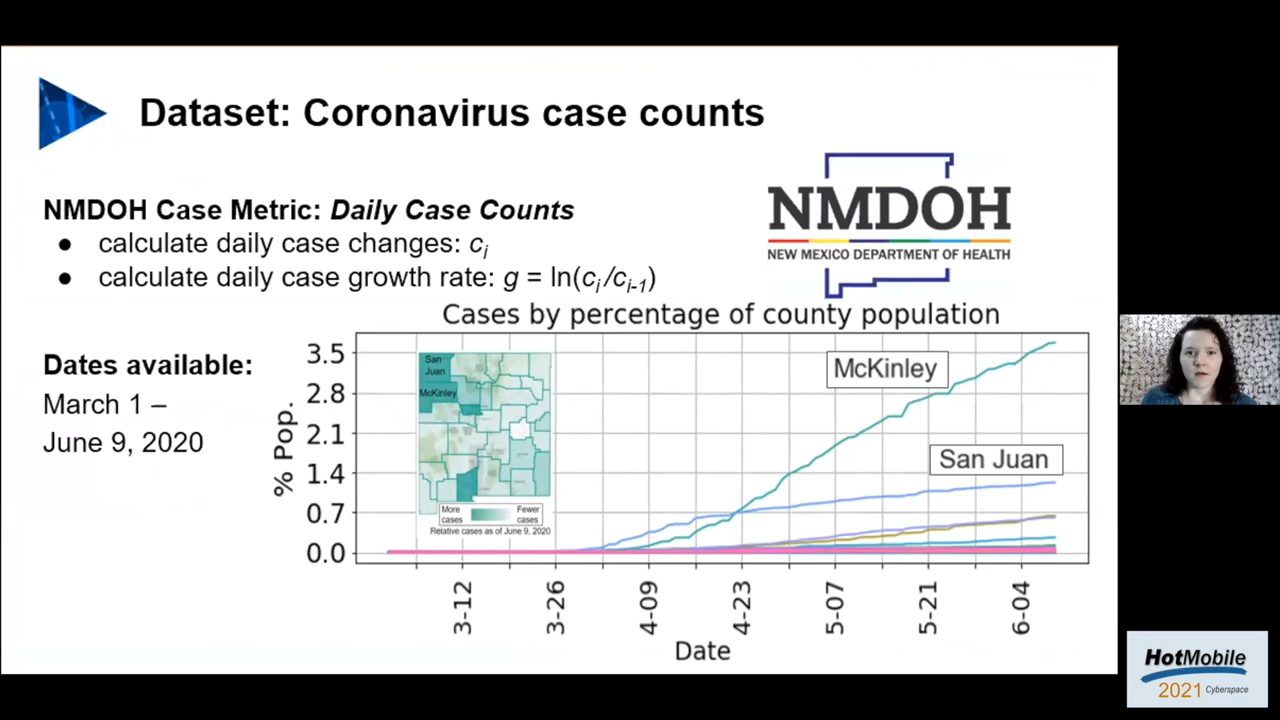 Dataset: Coronavirus case counts
NMDOH
NEW MEXICO DEPARTMENT OF HEALTH
NMDOH Case Metric: Daily Case Counts
● calculate daily case changes: ci
● calculate daily case growth rate: g = ln(ci/ci-1)
Dates available:
March 1 –
June 9, 2020
Cases by percentage of county population
% Pop.
3.5
2.8
2.1
1.4
0.7
0.0
San
Juan
McKinley
More
cases
Fewer
cases
Relative cases as of June 9, 2020
McKinley
San Juan
3-12
3-26
4-09
4-23
5-07
5-21
6-04
Date
HotMobile
2021 Cyberspace